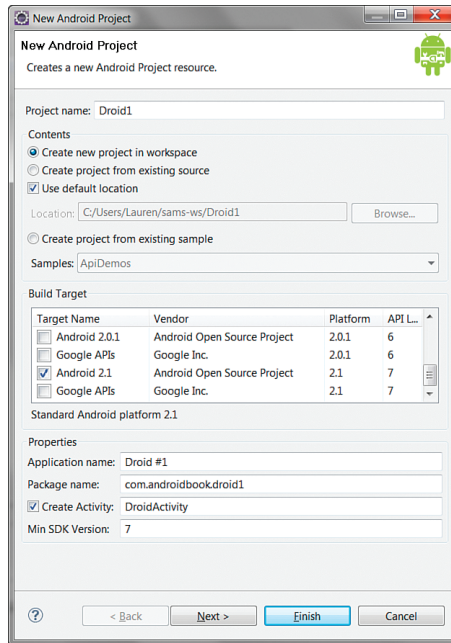 New Android Project
New Android Project
Creates a new Android Project resource.
Project name: Droid1
Contents
Create new project in workspace
Create project from existing source
Use default location
Location: C:/Users/Lauren/sams-ws/Droid1 Browse...
Create project from existing sample
Samples: ApiDemos
Build Target
Target Name Vendor Platform API L...
Android 2.0.1 Android Open Source Project 2.0.1 6
Google APIs Google Inc. 2.0.1 6
Android 2.1 Android Open Source Project 2.1 7
Google APIs Google Inc. 2.1 7
Standard Android platform 2.1
Properties
Application name: Droid #1
Package name: com.androidbook.droid1
Create Activity: DroidActivity
Min SDK Version: 7
? < Back Next > Finish Cancel